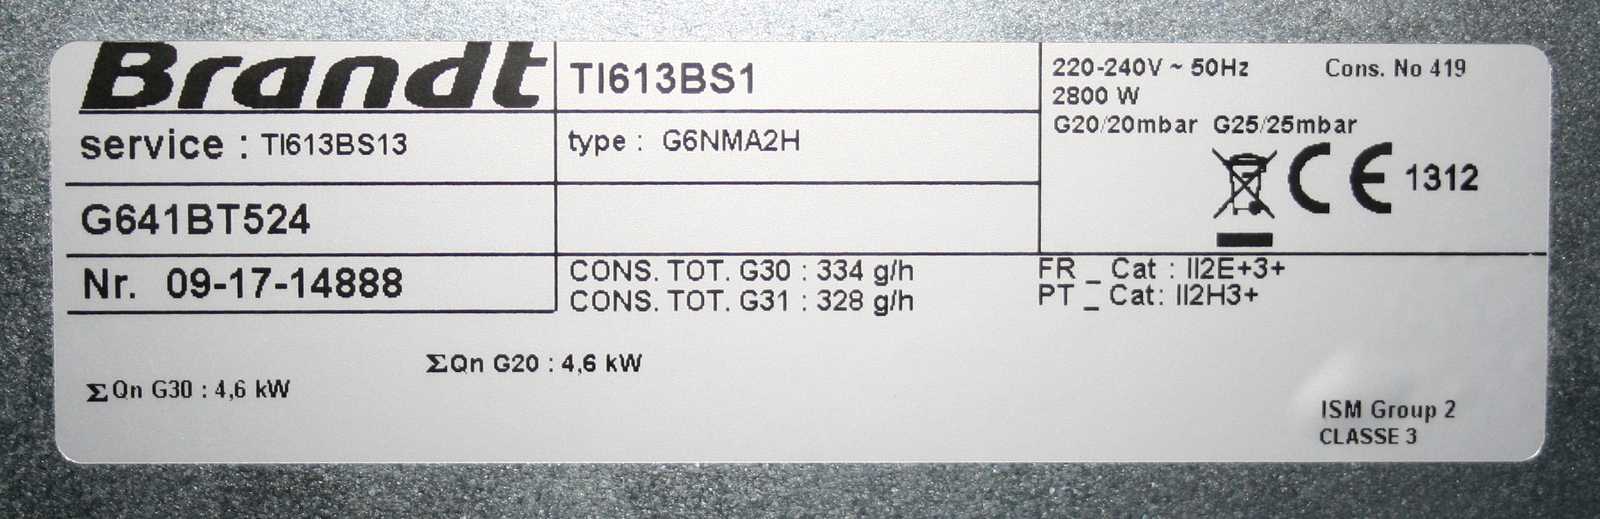 Brandt
TI613BS1
220-240V ~ 50Hz
Cons. No 419
2800 W
G20/20mbar G25/25mbar
service : TI613BS13
type : G6NMA2H
CE 1312
G641BT524
Nr. 09-17-14888
CONS. TOT. G30 : 334 g/h
CONS. TOT. G31 : 328 g/h
FR _ Cat : II2E+3+
PT _ Cat: II2H3+
ΣQn G20 : 4,6 kW
ΣQn G30 : 4,6 kW
ISM Group 2
CLASSE 3